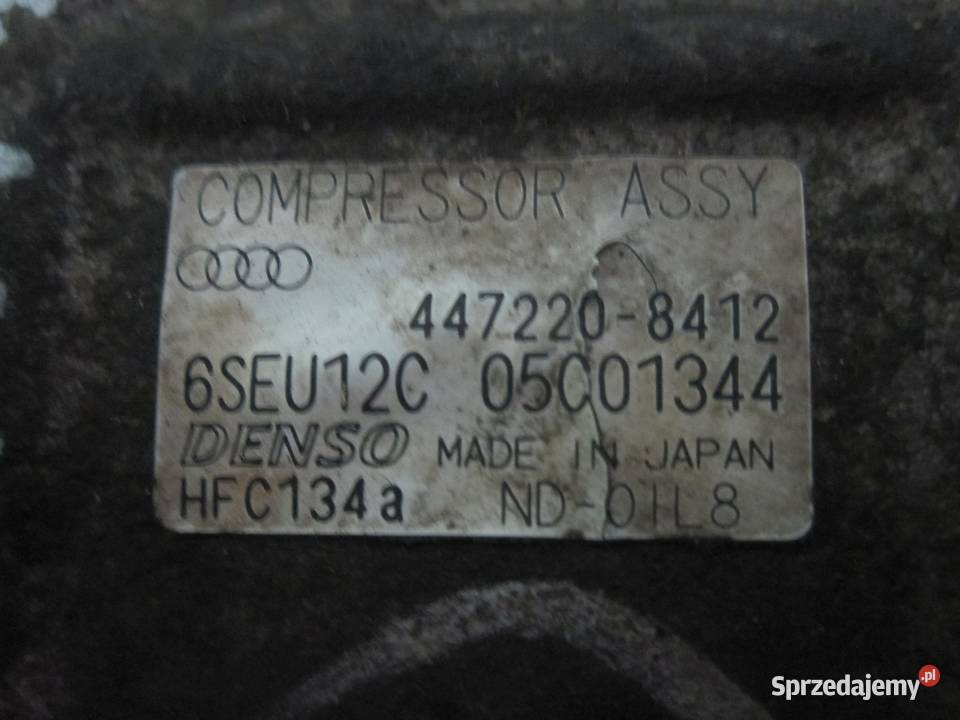 COMPRESSOR ASSY
447220-8412
6SEU12C 05C01344
DENSO MADE IN JAPAN
HFC134a ND-OIL8
Sprzedajemy.pl